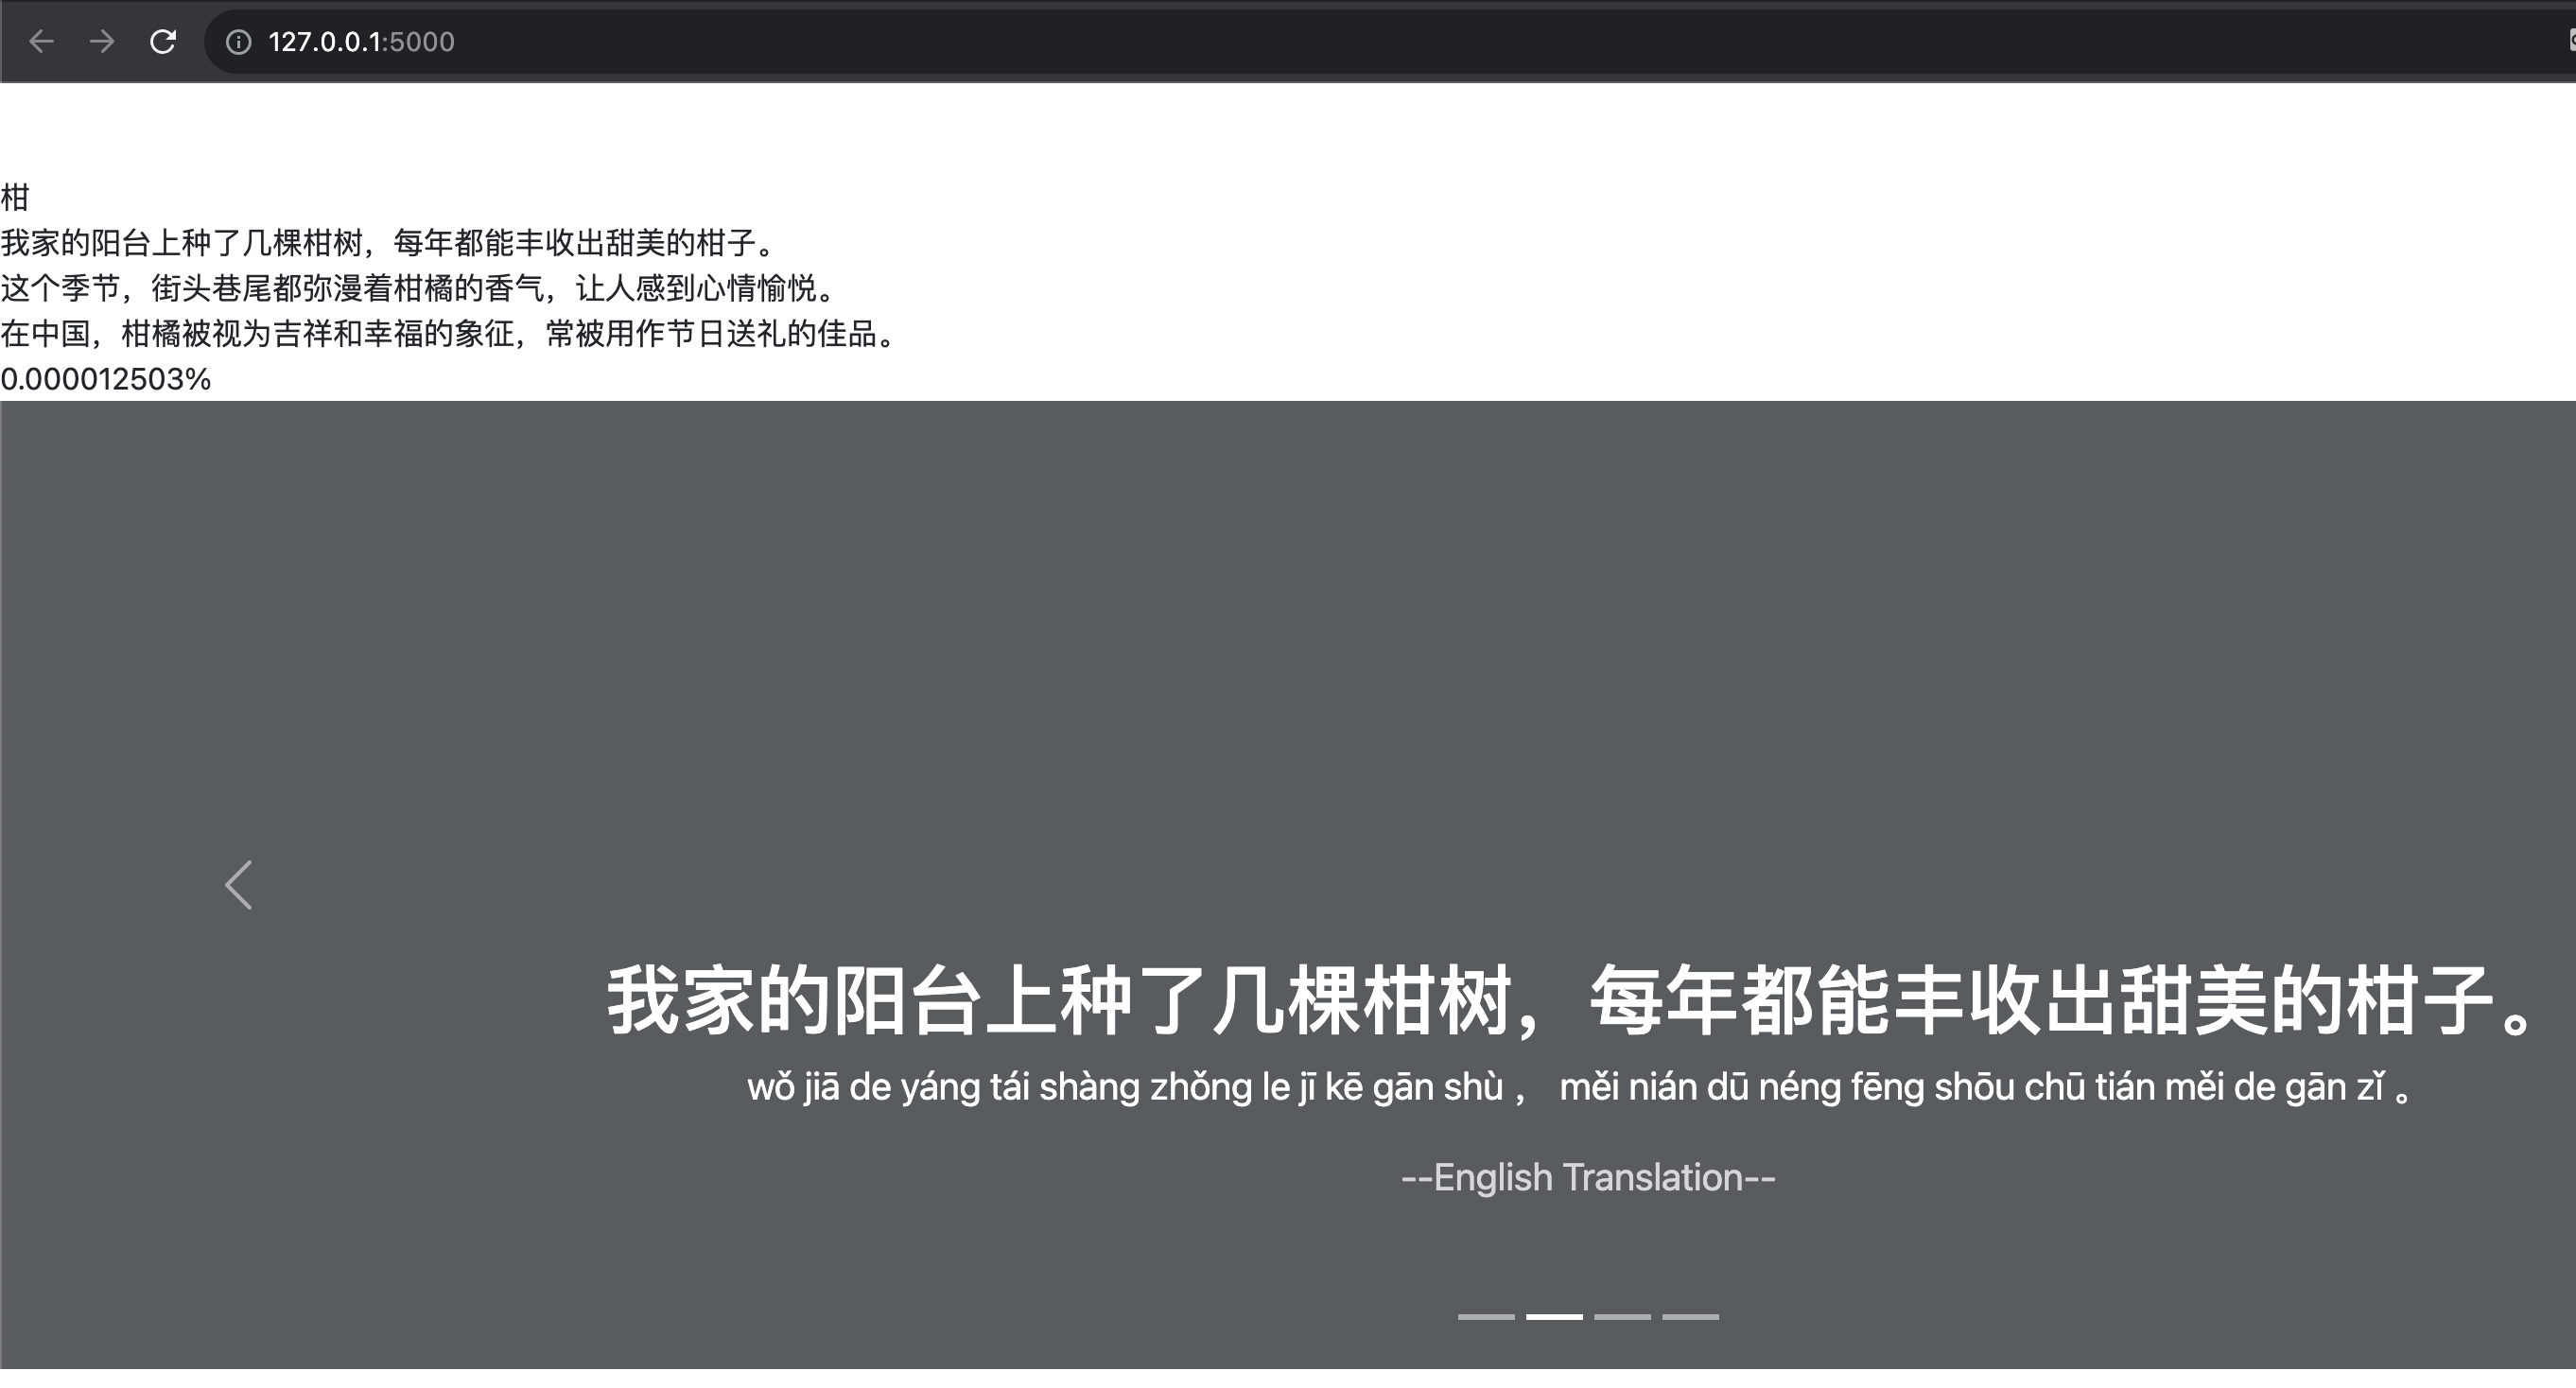 127.0.0.1:5000
柑
我家的阳台上种了几棵柑树，每年都能丰收出甜美的柑子。
这个季节，街头巷尾都弥漫着柑橘的香气，让人感到心情愉悦。
在中国，柑橘被视为吉祥和幸福的象征，常被用作节日送礼的佳品。
0.000012503%
我家的阳台上种了几棵柑树，每年都能丰收出甜美的柑子。
wǒ jiā de yáng tái shàng zhǒng le jī kē gān shù ， měi nián dū néng fēng shōu chū tián měi de gān zǐ 。
--English Translation--